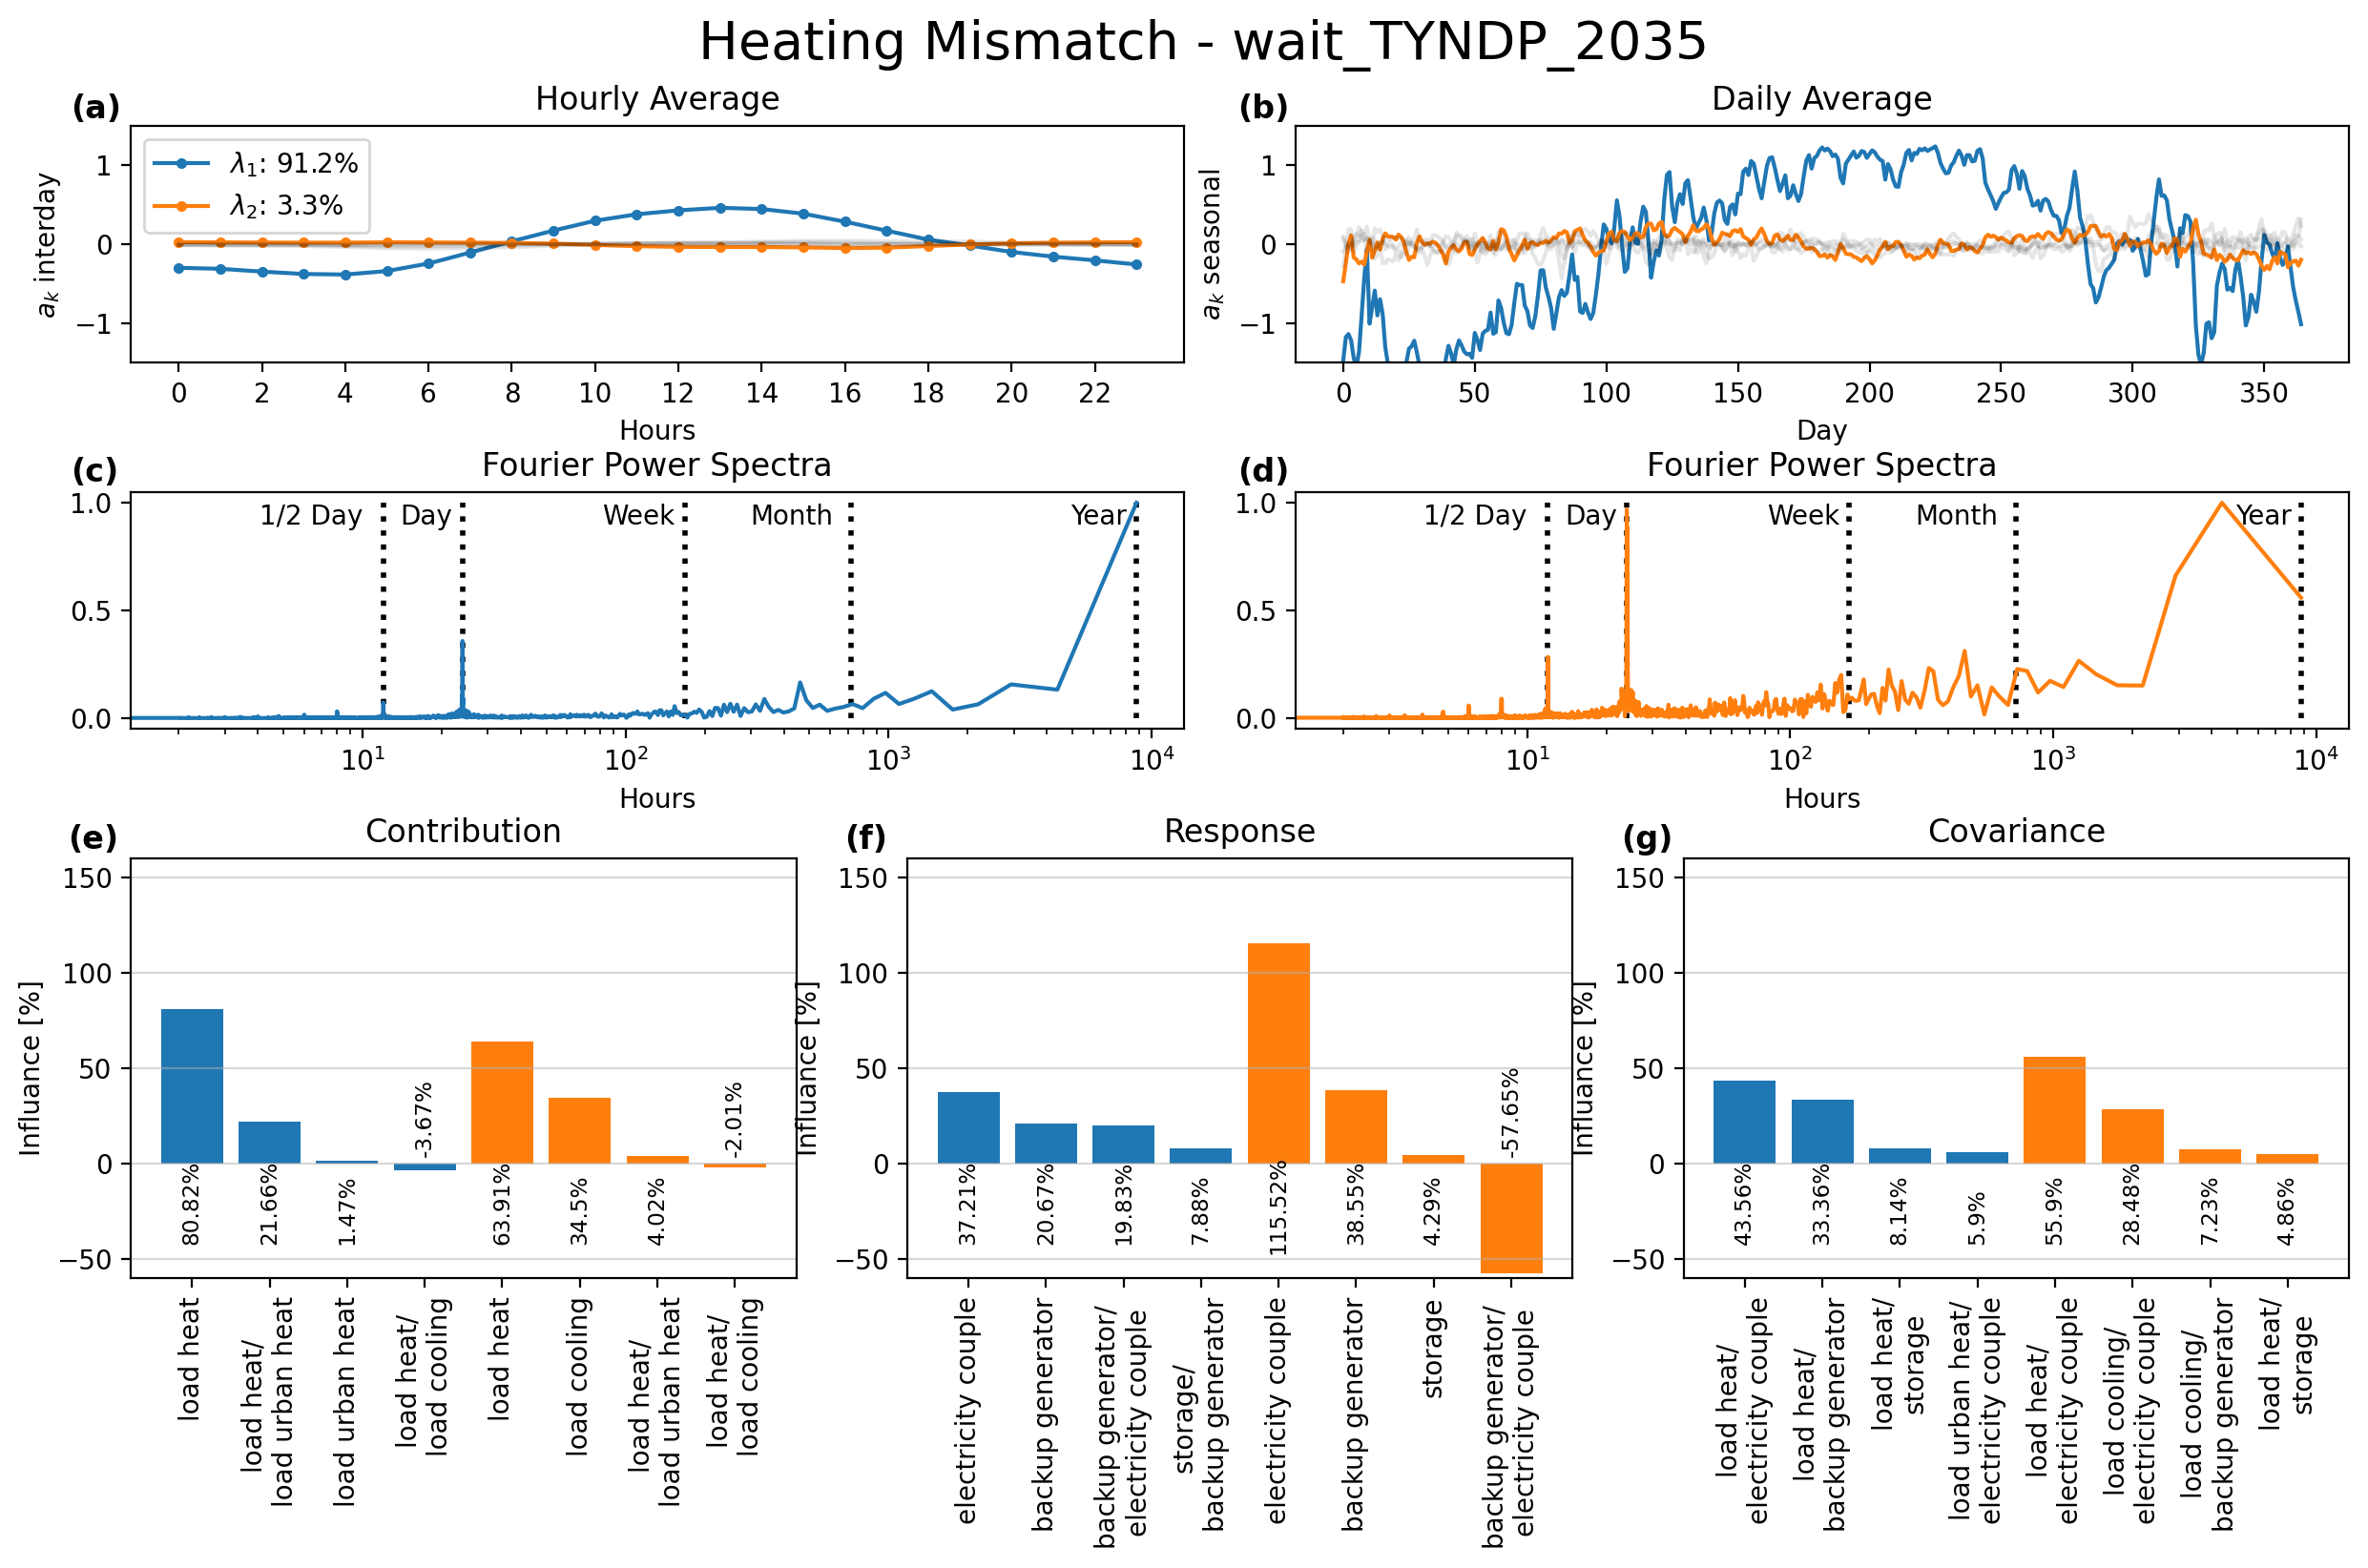 Heating Mismatch - wait_TYNDP_2035
(a)
Hourly Average
λ1: 91.2%
λ2: 3.3%
a_k interday
1
0
−1
0 2 4 6 8 10 12 14 16 18 20 22
Hours
(b)
Daily Average
a_k seasonal
1
0
−1
0 50 100 150 200 250 300 350
Day
(c)
Fourier Power Spectra
1.0
0.5
0.0
1/2 Day Day Week Month Year
10^1 10^2 10^3 10^4
Hours
(d)
Fourier Power Spectra
1.0
0.5
0.0
1/2 Day Day Week Month Year
10^1 10^2 10^3 10^4
Hours
(e)
Contribution
Influance [%]
150
100
50
0
−50
80.82%
21.66%
1.47%
-3.67%
63.91%
34.5%
4.02%
-2.01%
load heat
load heat/
load urban heat
load urban heat
load heat/
load cooling
load heat
load cooling
load heat/
load urban heat
load heat/
load cooling
(f)
Response
Influance [%]
150
100
50
0
−50
37.21%
20.67%
19.83%
7.88%
115.52%
38.55%
4.29%
-57.65%
electricity couple
backup generator
backup generator/
electricity couple
storage/
backup generator
electricity couple
backup generator
storage
backup generator/
electricity couple
(g)
Covariance
Influance [%]
150
100
50
0
−50
43.56%
33.36%
8.14%
5.9%
55.9%
28.48%
7.23%
4.86%
load heat/
electricity couple
load heat/
backup generator
load heat/
storage
load urban heat/
electricity couple
load heat/
electricity couple
load cooling/
electricity couple
load cooling/
backup generator
load heat/
storage